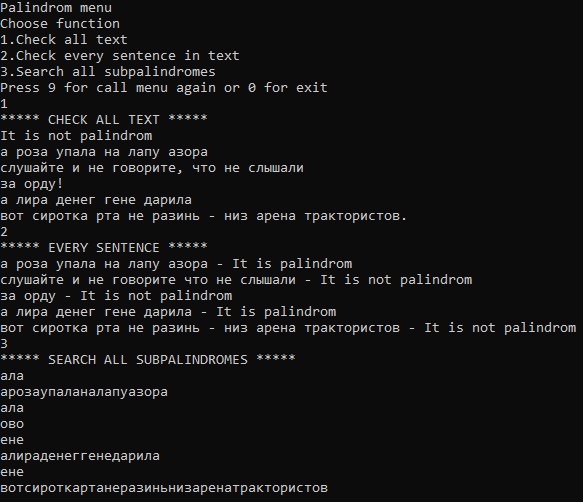 Palindrom menu
Choose function
1.Check all text
2.Check every sentence in text
3.Search all subpalindromes
Press 9 for call menu again or 0 for exit
1
***** CHECK ALL TEXT *****
It is not palindrom
а роза упала на лапу азора
слушайте и не говорите, что не слышали
за орду!
а лира денег гене дарила
вот сиротка рта не разинь - низ арена трактористов.
2
***** EVERY SENTENCE *****
а роза упала на лапу азора - It is palindrom
слушайте и не говорите что не слышали - It is not palindrom
за орду - It is not palindrom
а лира денег гене дарила - It is palindrom
вот сиротка рта не разинь - низ арена трактористов - It is not palindrom
3
***** SEARCH ALL SUBPALINDROMES *****
ала
арозаупаланалапуазора
ала
ово
ене
алираденеггенедарила
ене
вотсироткартанеразиньнизаренатрактористов